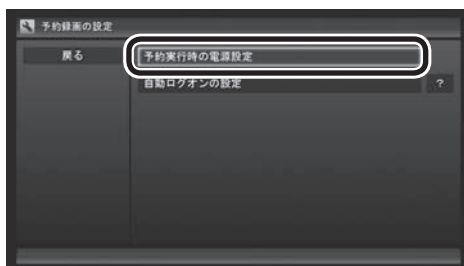 予約録画の設定
戻る
予約実行時の電源設定
自動ログオンの設定
?